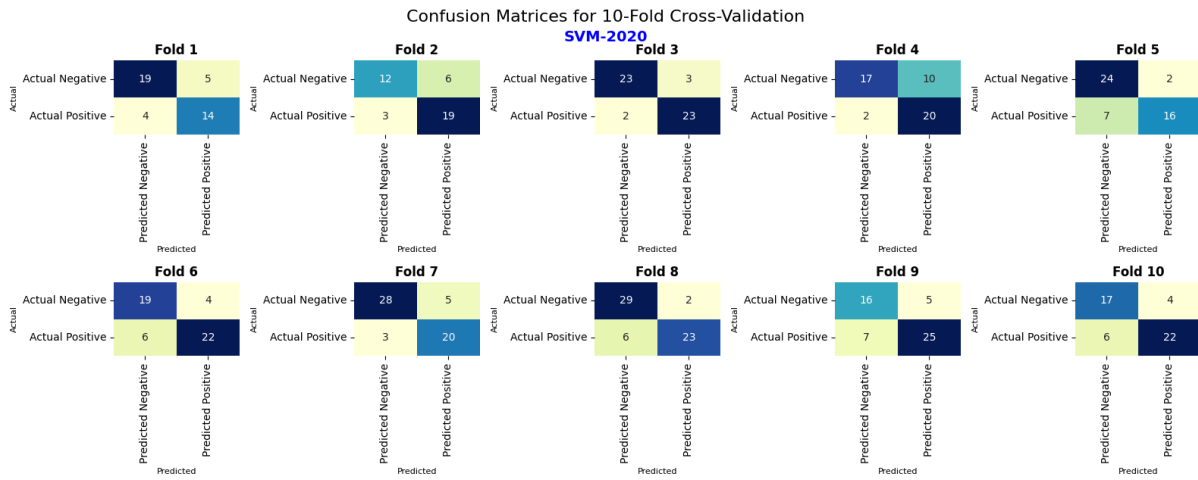 Confusion Matrices for 10-Fold Cross-Validation
SVM-2020
Fold 1
Actual
Actual Negative
19 5
Actual Positive
4 14
Predicted Negative
Predicted Positive
Predicted
Fold 2
Actual
Actual Negative
12 6
Actual Positive
3 19
Predicted Negative
Predicted Positive
Predicted
Fold 3
Actual
Actual Negative
23 3
Actual Positive
2 23
Predicted Negative
Predicted Positive
Predicted
Fold 4
Actual
Actual Negative
17 10
Actual Positive
2 20
Predicted Negative
Predicted Positive
Predicted
Fold 5
Actual
Actual Negative
24 2
Actual Positive
7 16
Predicted Negative
Predicted Positive
Predicted
Fold 6
Actual
Actual Negative
19 4
Actual Positive
6 22
Predicted Negative
Predicted Positive
Predicted
Fold 7
Actual
Actual Negative
28 5
Actual Positive
3 20
Predicted Negative
Predicted Positive
Predicted
Fold 8
Actual
Actual Negative
29 2
Actual Positive
6 23
Predicted Negative
Predicted Positive
Predicted
Fold 9
Actual
Actual Negative
16 5
Actual Positive
7 25
Predicted Negative
Predicted Positive
Predicted
Fold 10
Actual
Actual Negative
17 4
Actual Positive
6 22
Predicted Negative
Predicted Positive
Predicted